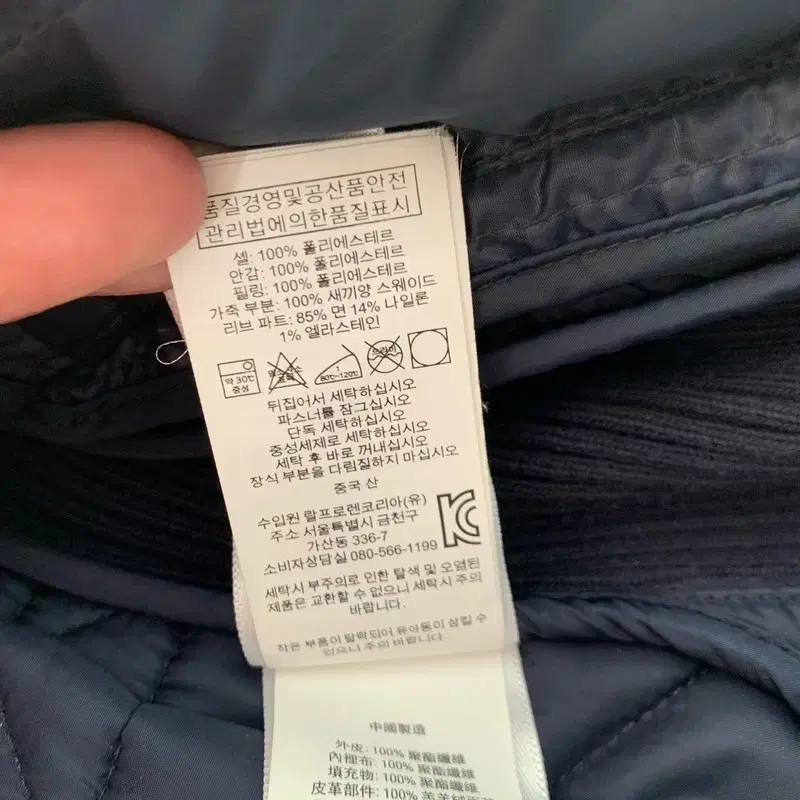 품질경영및공산품안전
관리법에의한품질표시
셸: 100% 폴리에스테르
안감: 100% 폴리에스테르
필링: 100% 폴리에스테르
가죽 부분: 100% 새끼양 스웨이드
리브 파트: 85% 면 14% 나일론
1% 엘라스테인
약 30℃
중성
80℃~120℃
드라이
뒤집어서 세탁하십시오
파스너를 잠그십시오
단독 세탁하십시오
중성세제로 세탁하십시오
세탁 후 바로 꺼내십시오
장식 부분을 다림질하지 마십시오
중국 산
수입원 랄프로렌코리아(유)
주소 서울특별시 금천구
가산동 336-7
소비자상담실 080-566-1199
세탁시 부주의로 인한 탈색 및 오염된
제품은 교환할 수 없으니 세탁시 주의
바랍니다.
작은 부품이 탈락되어 유아동이 삼킬 수
있으니 주의 바랍니다.
中國製造
外皮: 100% 聚酯纖維
內裡布: 100% 聚酯纖維
填充物: 100% 聚酯纖維
皮革部件: 100%